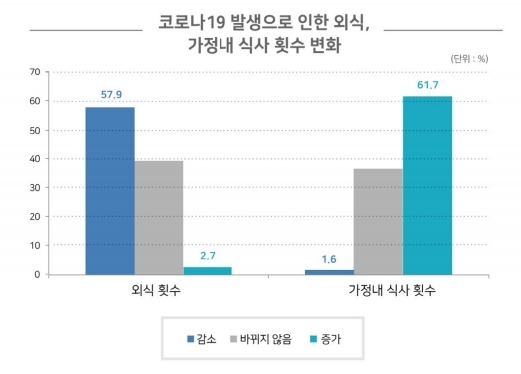 코로나19 발생으로 인한 외식,
가정내 식사 횟수 변화
(단위 : %)
70
60
50
40
30
20
10
0
57.9
2.7
1.6
61.7
외식 횟수
가정내 식사 횟수
감소
바뀌지 않음
증가